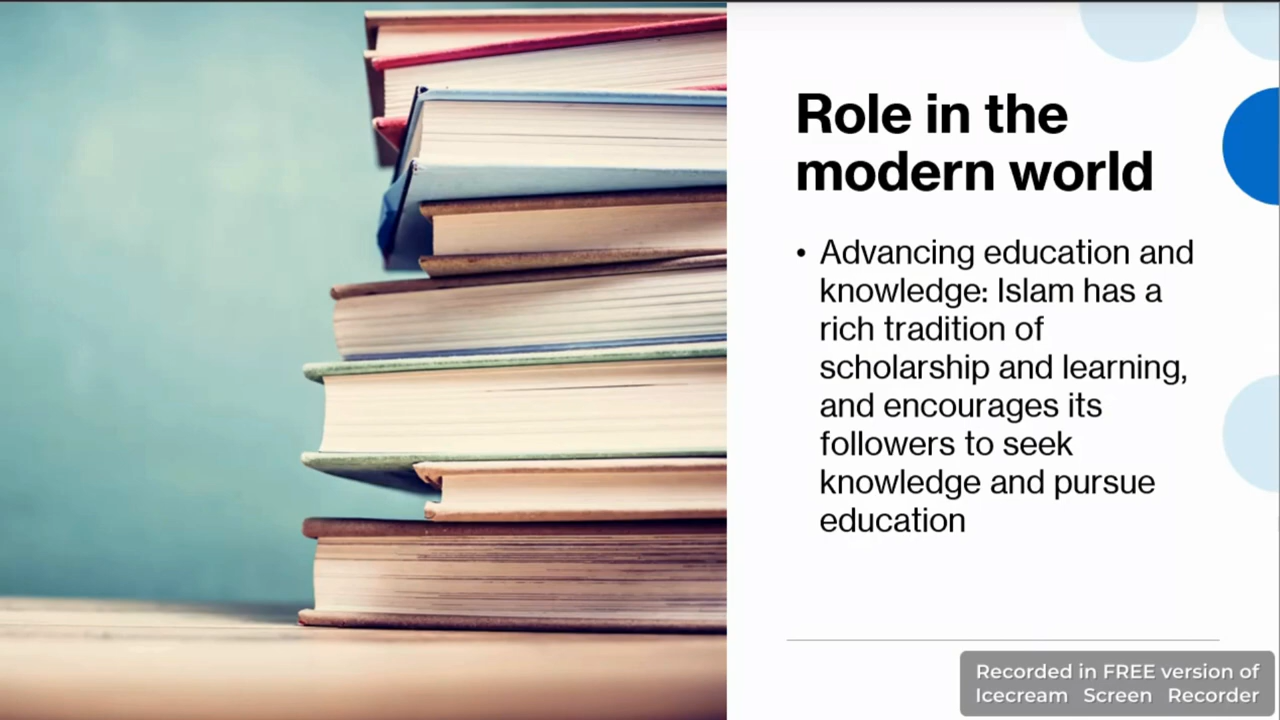 Role in the
modern world
• Advancing education and
knowledge: Islam has a
rich tradition of
scholarship and learning,
and encourages its
followers to seek
knowledge and pursue
education
Recorded in FREE version of
Icecream Screen Recorder